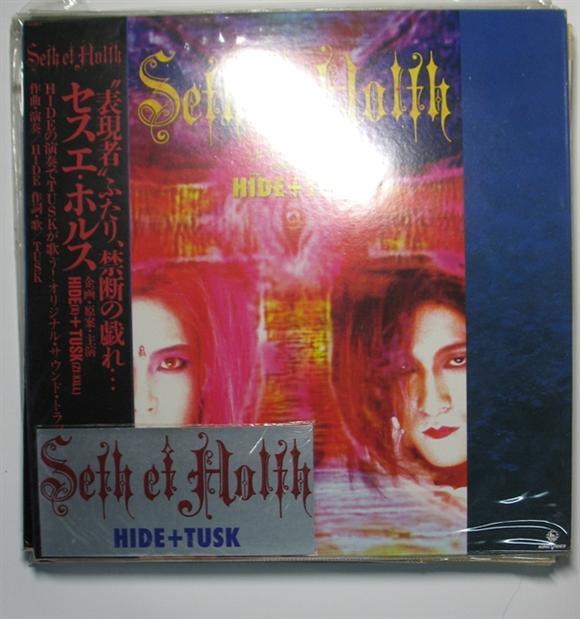 Seth et Holth
"表現者"ふたり、禁断の戯れ…
企画・原案・主演
HIDE(X)+TUSK(ZI:KILL)
セス エ・ホルス
HIDEの演奏でTUSKが歌う!オリジナル・サウンド・トラ
作曲・演奏 HIDE 作詞・歌 TUSK
Seth Holth
HIDE+T
Seth et Holth
HIDE+TUSK